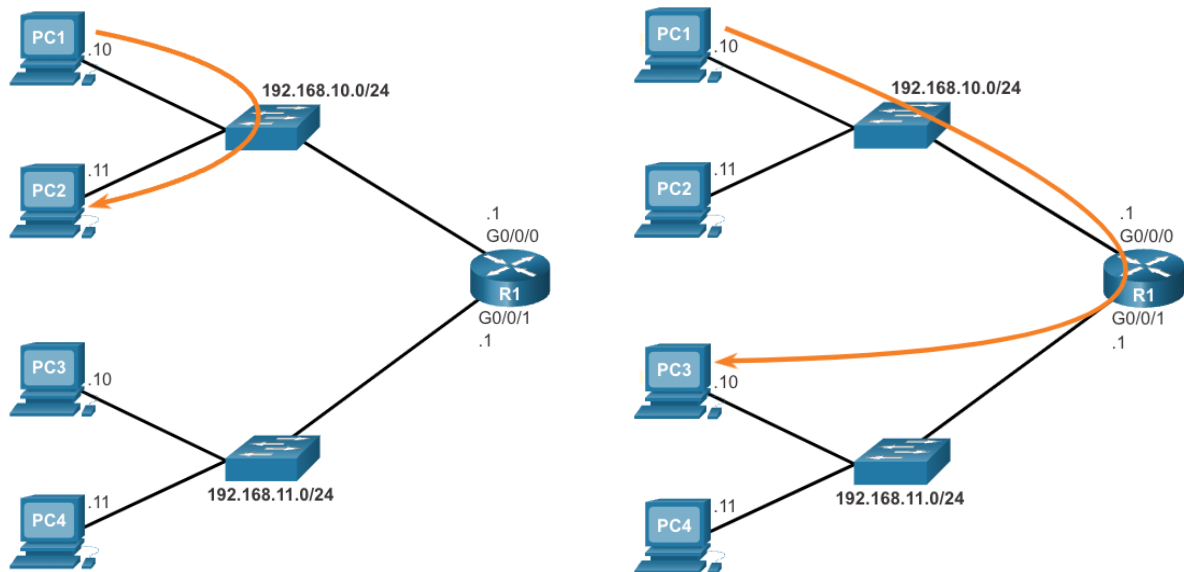 PC1
.10
192.168.10.0/24
.11
PC2
.1
G0/0/0
R1
G0/0/1
.1
PC3
.10
.11
192.168.11.0/24
PC4
PC1
.10
192.168.10.0/24
.11
PC2
.1
G0/0/0
R1
G0/0/1
.1
PC3
.10
.11
192.168.11.0/24
PC4